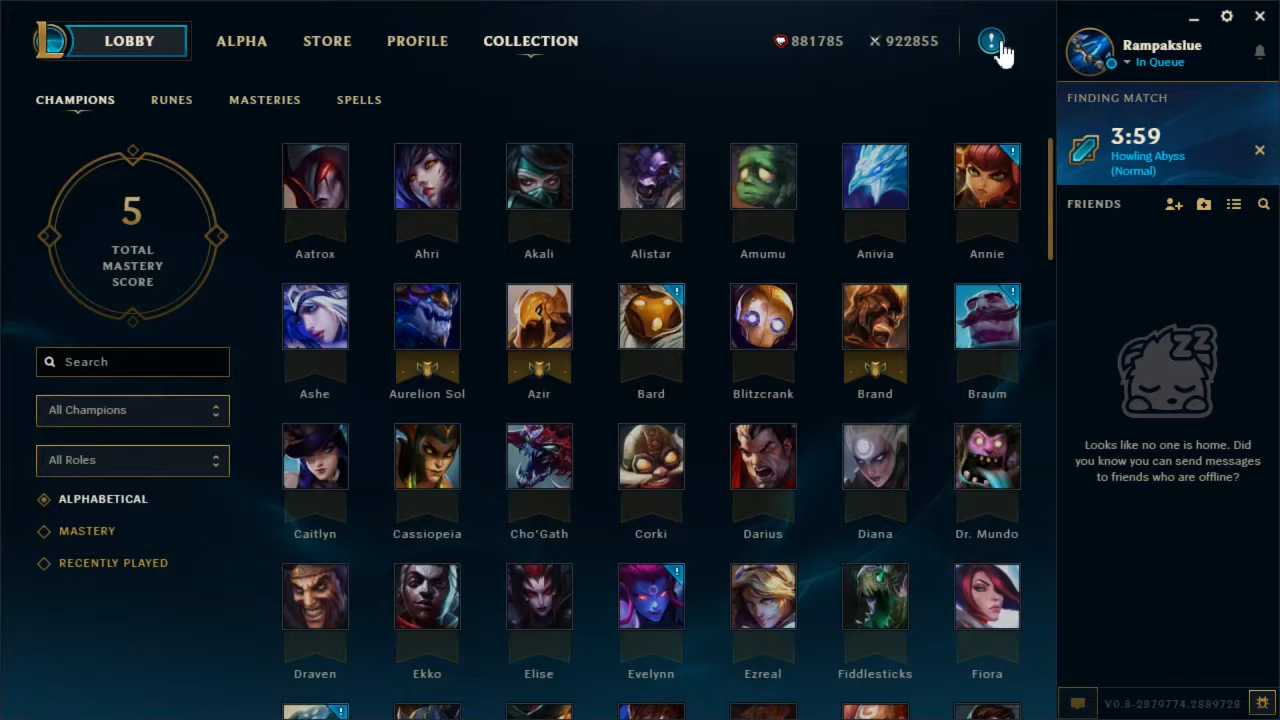 LOBBY
ALPHA
STORE
PROFILE
COLLECTION
881785
922855
CHAMPIONS
RUNES
MASTERIES
SPELLS
5
TOTAL
MASTERY
SCORE
Search
All Champions
All Roles
ALPHABETICAL
MASTERY
RECENTLY PLAYED
Aatrox
Ahri
Akali
Alistar
Amumu
Anivia
Annie
Ashe
Aurelion Sol
Azir
Bard
Blitzcrank
Brand
Braum
Caitlyn
Cassiopeia
Cho'Gath
Corki
Darius
Diana
Dr. Mundo
Draven
Ekko
Elise
Evelynn
Ezreal
Fiddlesticks
Fiora
Rampakslue
In Queue
FINDING MATCH
3:59
Howling Abyss
(Normal)
FRIENDS
Looks like no one is home. Did
you know you can send messages
to friends who are offline?
V0.8-2879774.2889728